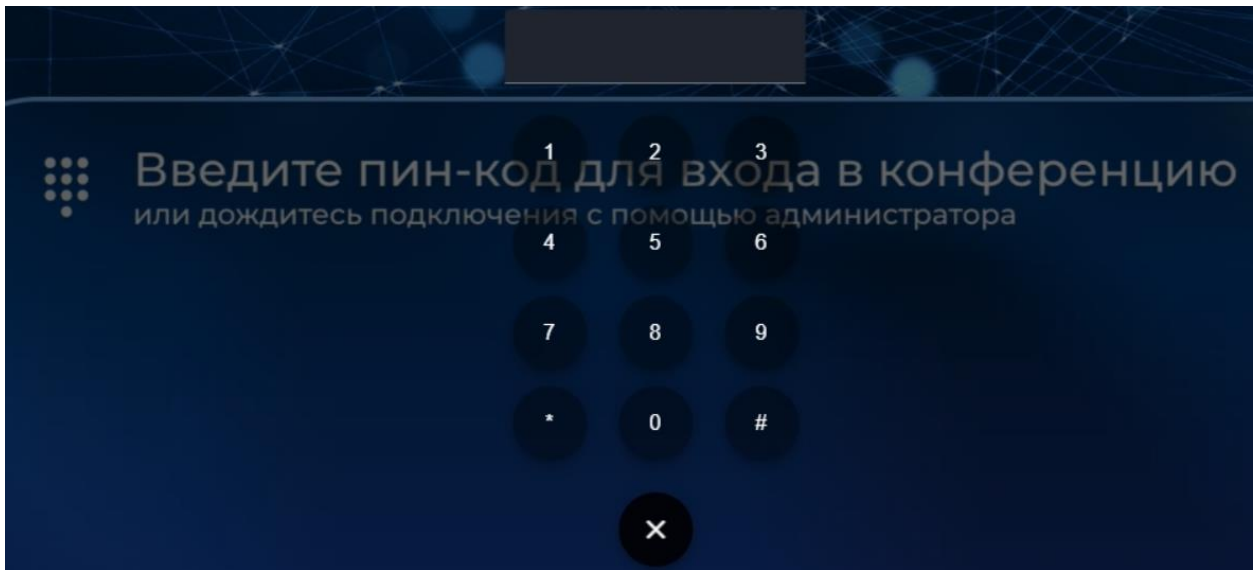 1 2 3
Введите пин-код для входа в конференцию
или дождитесь подключения с помощью администратора
4 5 6
7 8 9
* 0 #
×